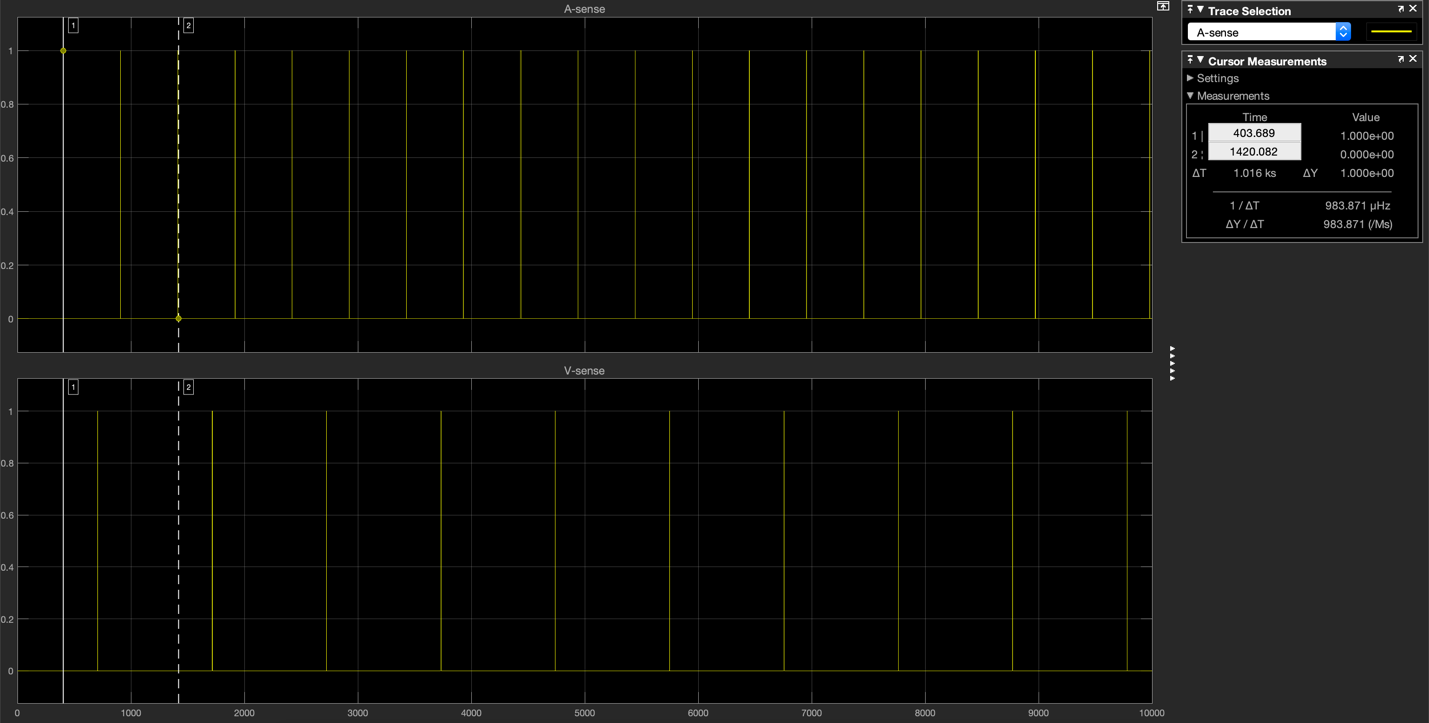 A-sense
1
2
1
0.8
0.6
0.4
0.2
0
V-sense
1
2
1
0.8
0.6
0.4
0.2
0
0
1000
2000
3000
4000
5000
6000
7000
8000
9000
10000
Trace Selection
A-sense
Cursor Measurements
Settings
Measurements
Time Value
1 | 403.689 1.000e+00
2 ¦ 1420.082 0.000e+00
ΔT 1.016 ks ΔY 1.000e+00
1 / ΔT 983.871 µHz
ΔY / ΔT 983.871 (/Ms)